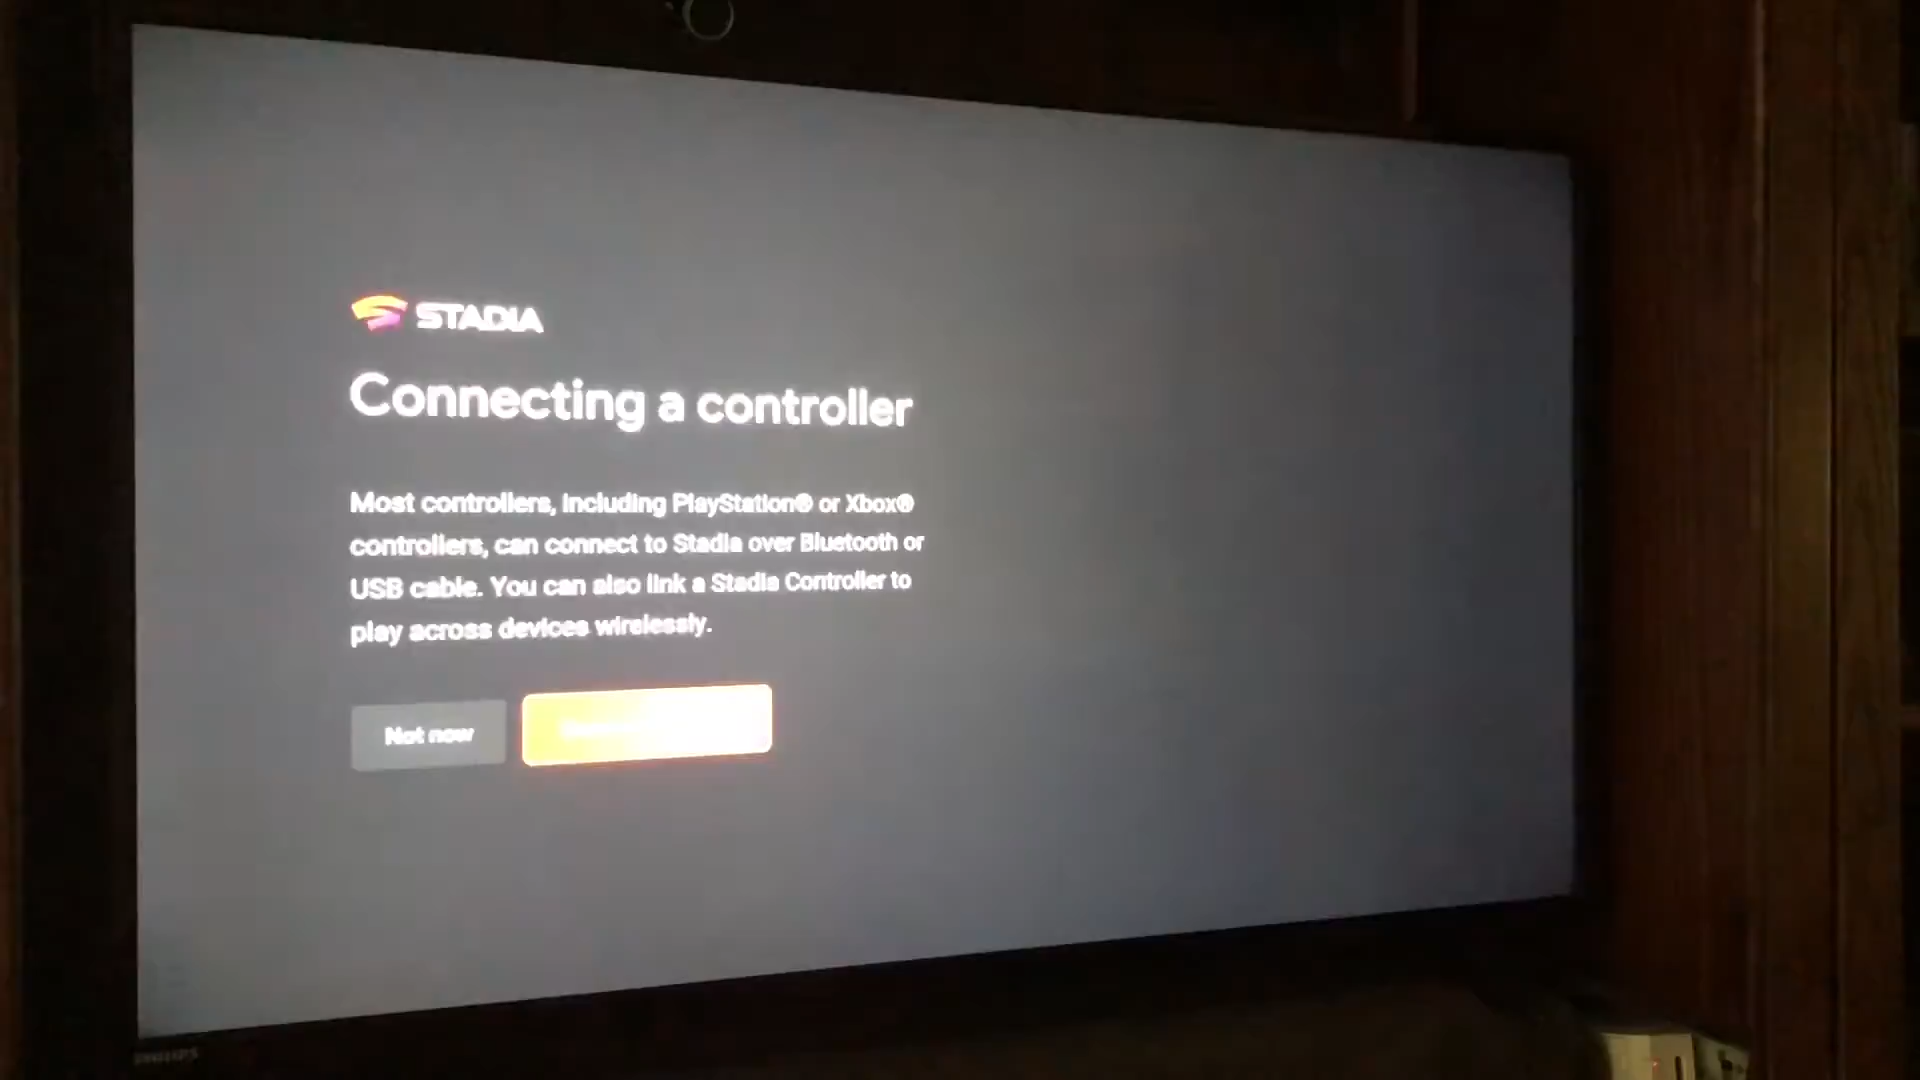 STADIA
Connecting a controller
Most controllers, including PlayStation® or Xbox®
controllers, can connect to Stadia over Bluetooth or
USB cable. You can also link a Stadia Controller to
play across devices wirelessly.
Not now
PHILIPS